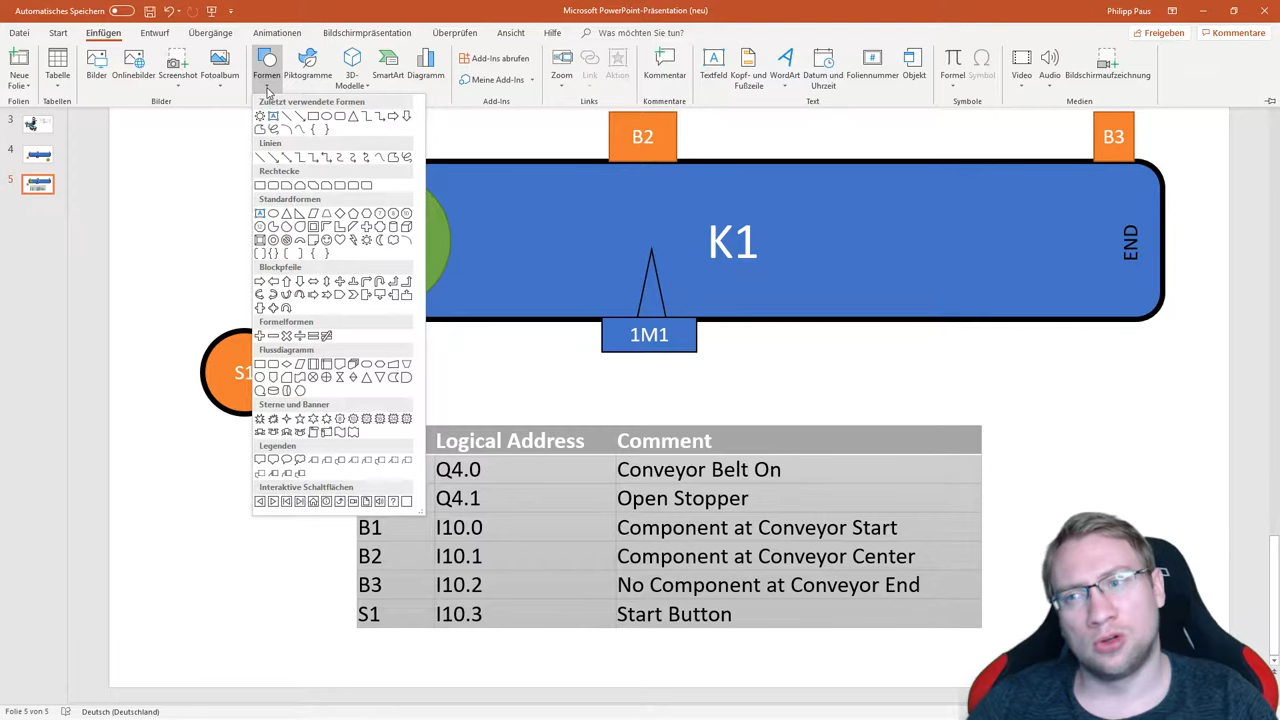 Automatisches Speichern
Microsoft PowerPoint-Präsentation (neu)
Philipp Paus
Datei Start Einfügen Entwurf Übergänge Animationen Bildschirmpräsentation Überprüfen Ansicht Hilfe Was möchten Sie tun?
Freigeben Kommentare
Neue Folie
Tabelle
Bilder
Onlinebilder
Screenshot
Fotoalbum
Formen
Piktogramme
3D-Modelle
SmartArt
Diagramm
Add-Ins abrufen
Meine Add-Ins
Zoom
Link
Aktion
Kommentar
Textfeld
Kopf- und Fußzeile
WordArt
Datum und Uhrzeit
Foliennummer
Objekt
Formel
Symbol
Video
Audio
Bildschirmaufzeichnung
Folien Tabellen Bilder Add-Ins Links Kommentare Text Symbole Medien
Zuletzt verwendete Formen
Linien
Rechtecke
Standardformen
Blockpfeile
Formelformen
Flussdiagramm
Sterne und Banner
Legenden
Interaktive Schaltflächen
3
4
5
B2
B3
K1
END
1M1
S1
Logical Address Comment
Q4.0 Conveyor Belt On
Q4.1 Open Stopper
B1 I10.0 Component at Conveyor Start
B2 I10.1 Component at Conveyor Center
B3 I10.2 No Component at Conveyor End
S1 I10.3 Start Button
Folie 5 von 5
Deutsch (Deutschland)